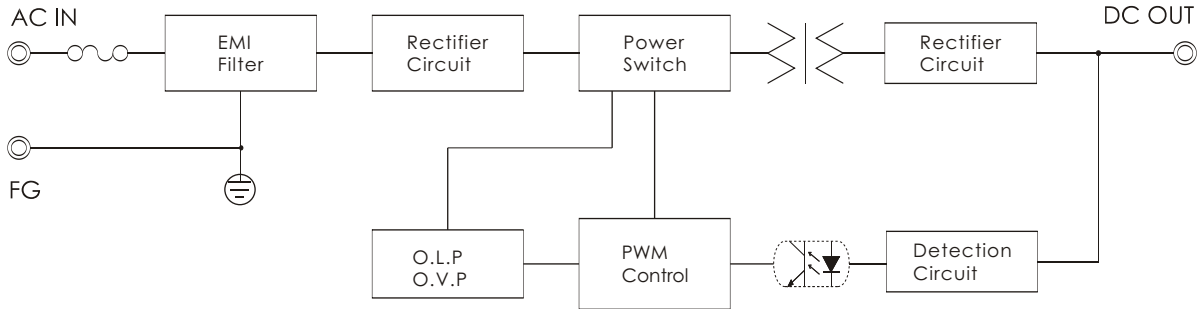 AC IN
DC OUT
EMI
Filter
Rectifier
Circuit
Power
Switch
Rectifier
Circuit
FG
O.L.P
O.V.P
PWM
Control
Detection
Circuit